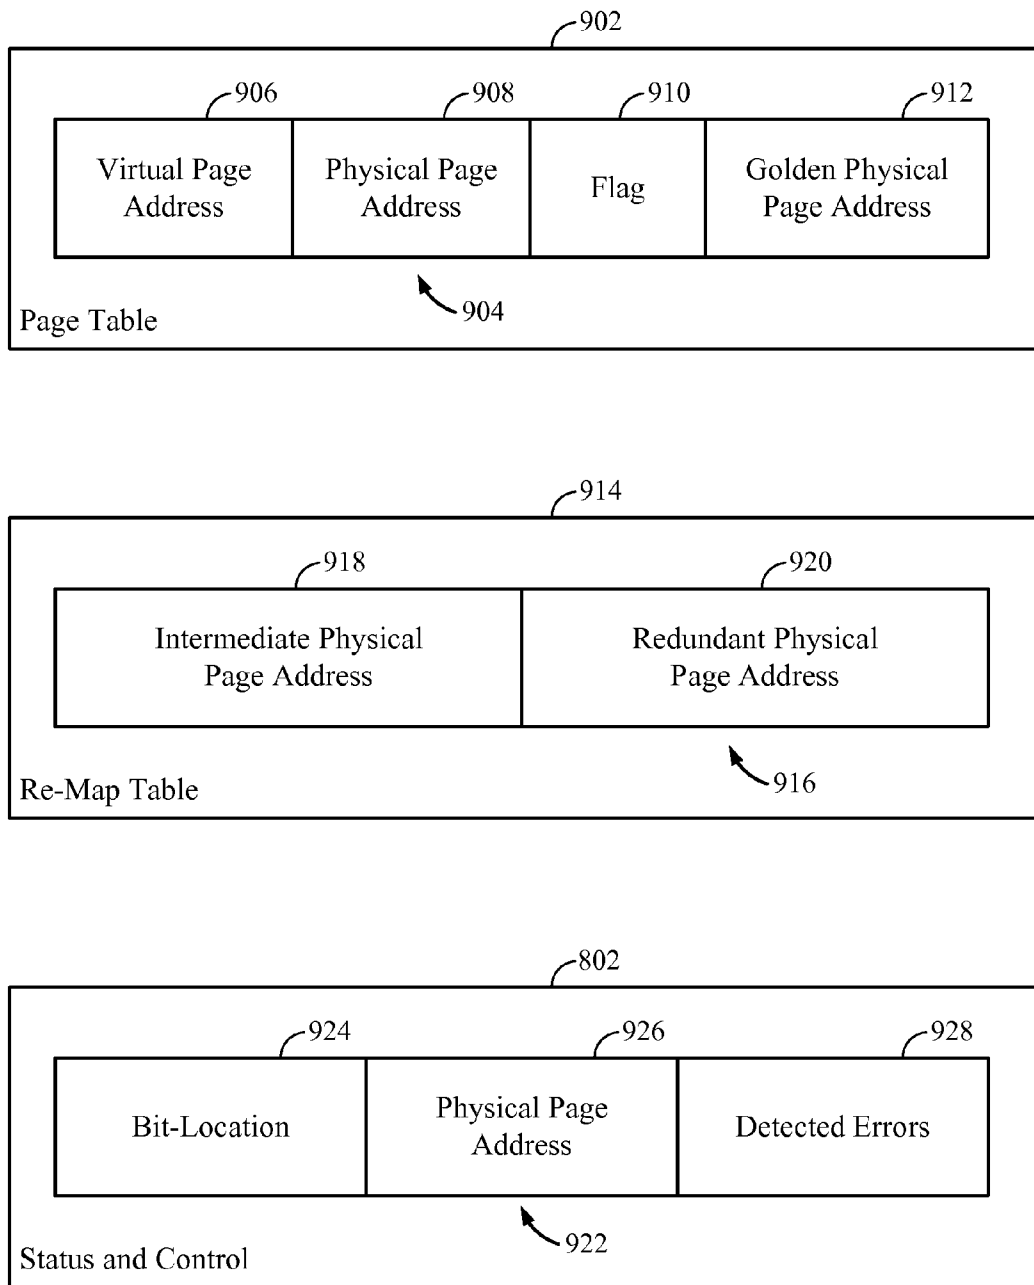 902
906
908
910
912
Virtual Page
Address
Physical Page
Address
Flag
Golden Physical
Page Address
904
Page Table
914
918
920
Intermediate Physical
Page Address
Redundant Physical
Page Address
916
Re-Map Table
802
924
926
928
Bit-Location
Physical Page
Address
Detected Errors
922
Status and Control